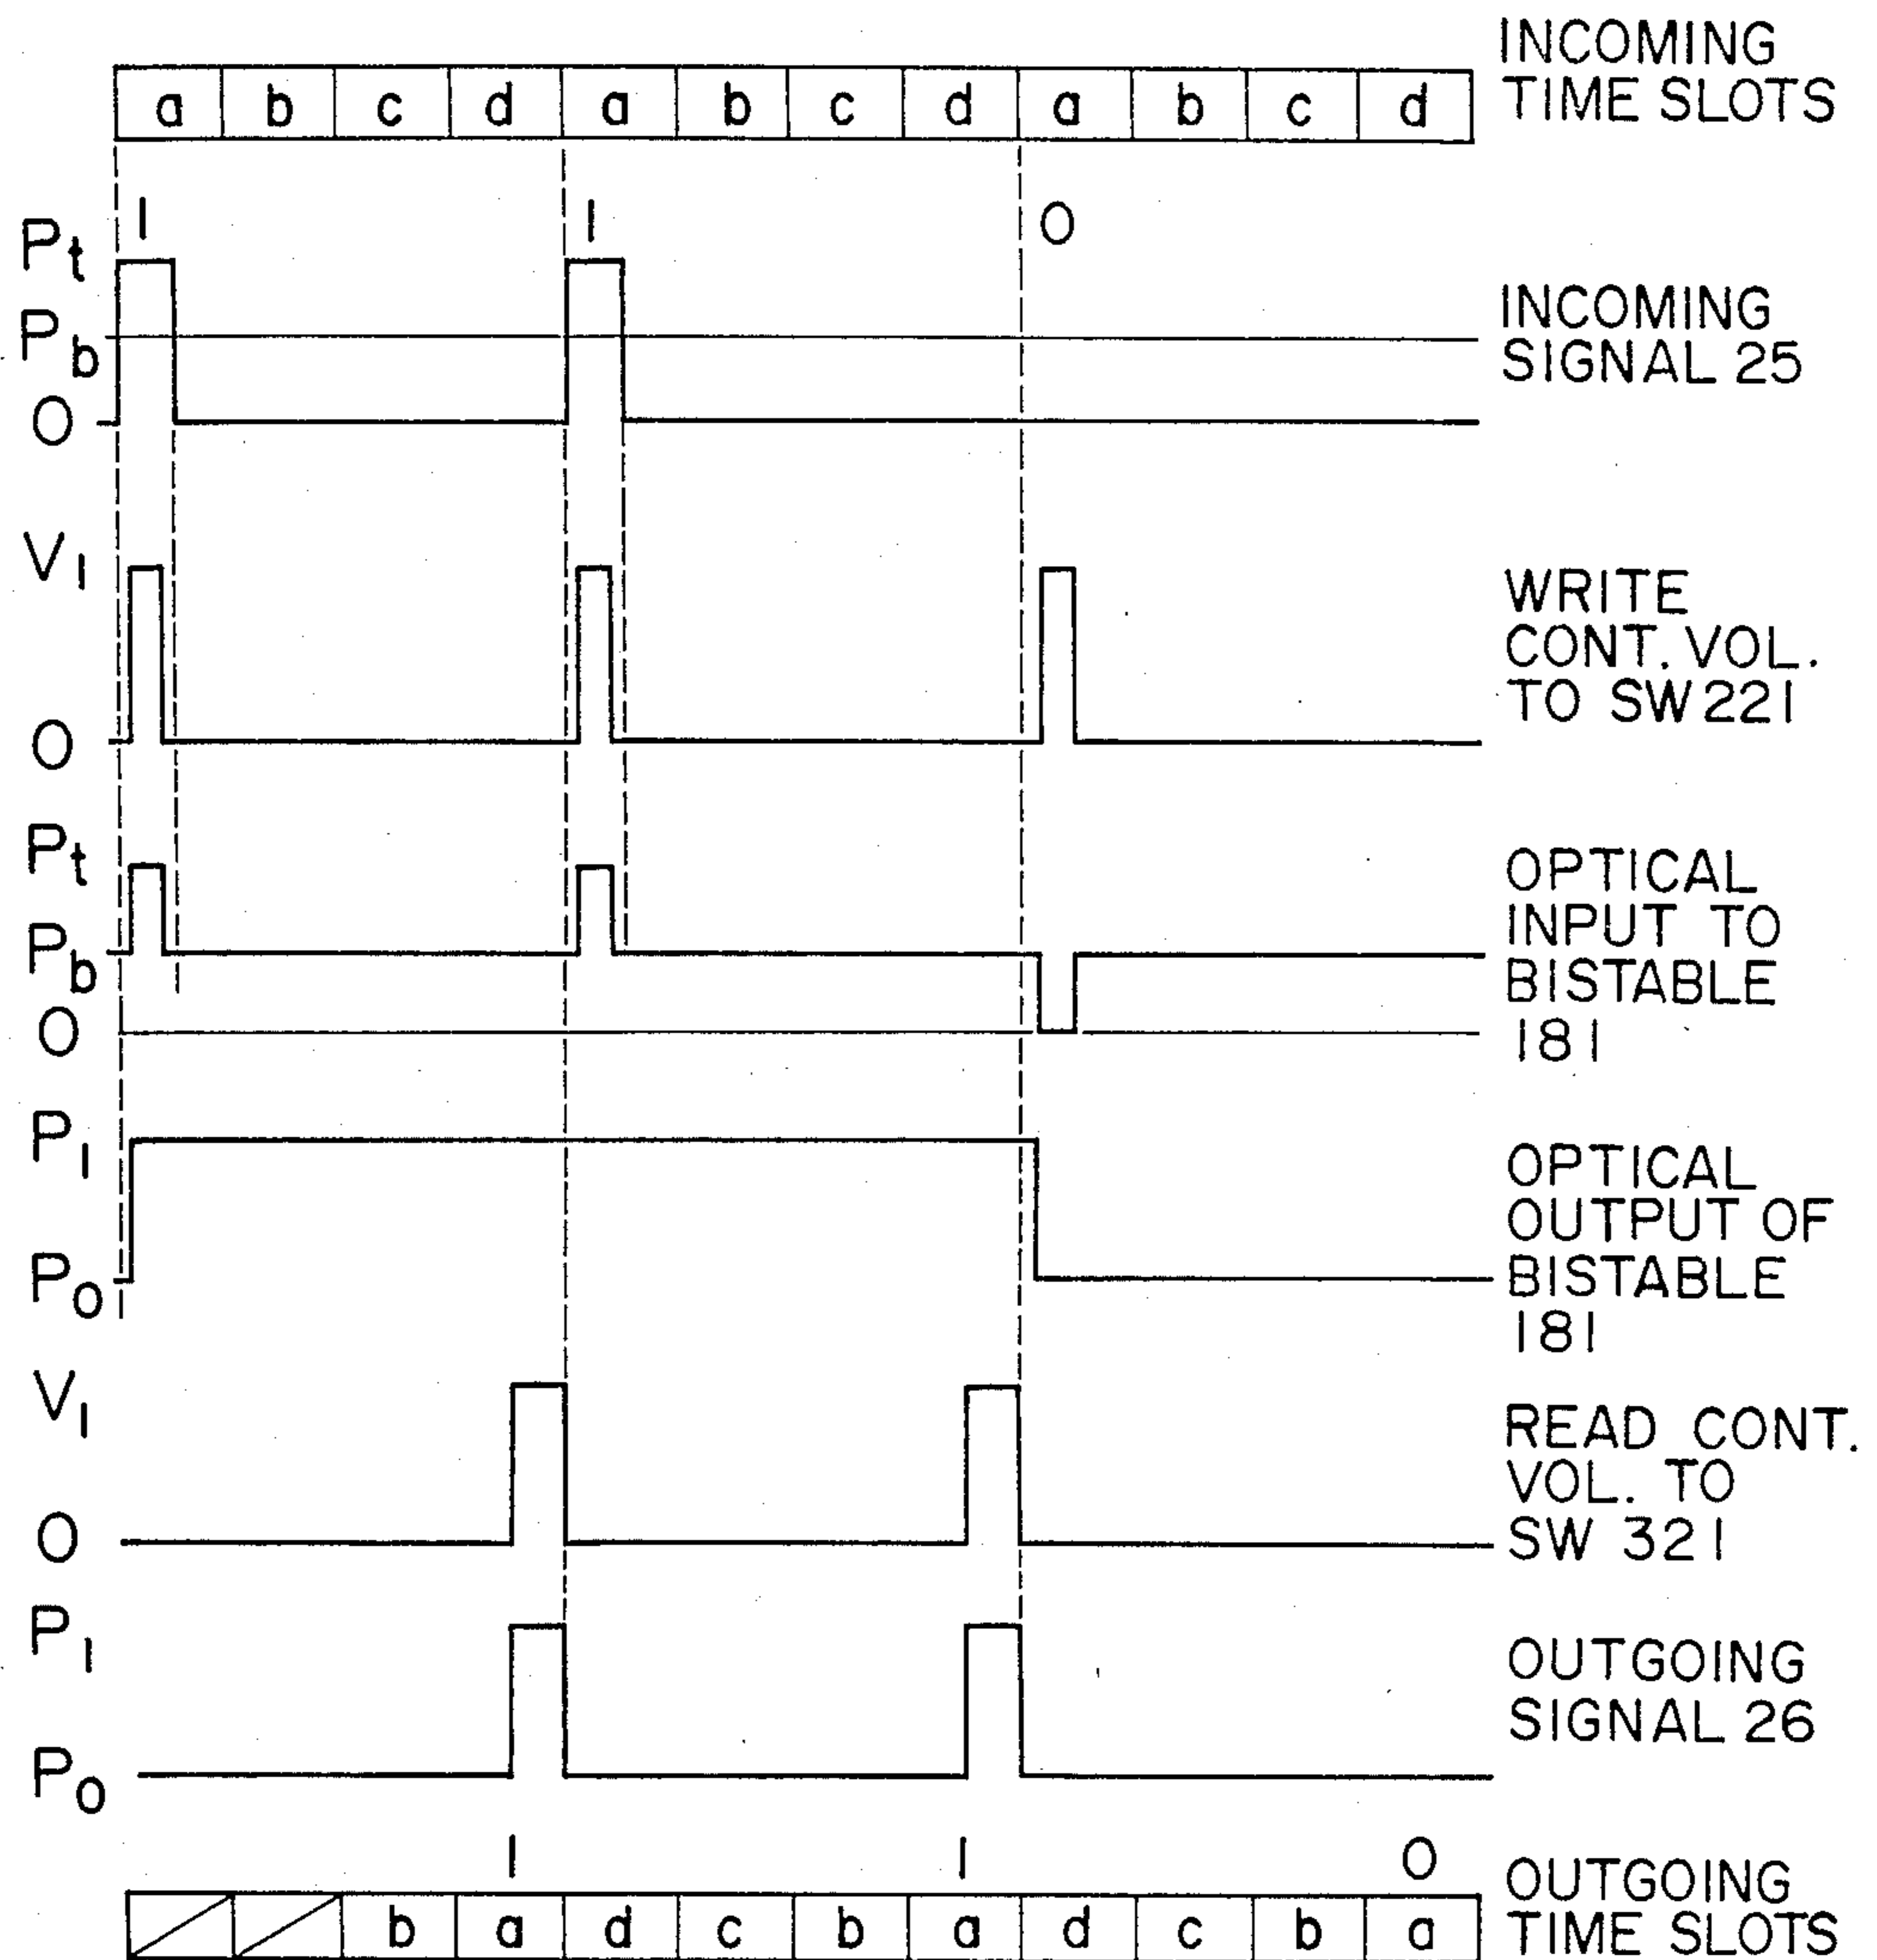 INCOMING
TIME SLOTS
a b c d a b c d a b c d
1 1 0
Pt
Pb
0
INCOMING
SIGNAL 25
V1
0
WRITE
CONT. VOL.
TO SW221
Pt
Pb
0
OPTICAL
INPUT TO
BISTABLE
181
P1
P0
OPTICAL
OUTPUT OF
BISTABLE
181
V1
0
READ CONT.
VOL. TO
SW 321
P1
P0
OUTGOING
SIGNAL 26
1 1 0
b a d c b a d c b a
OUTGOING
TIME SLOTS